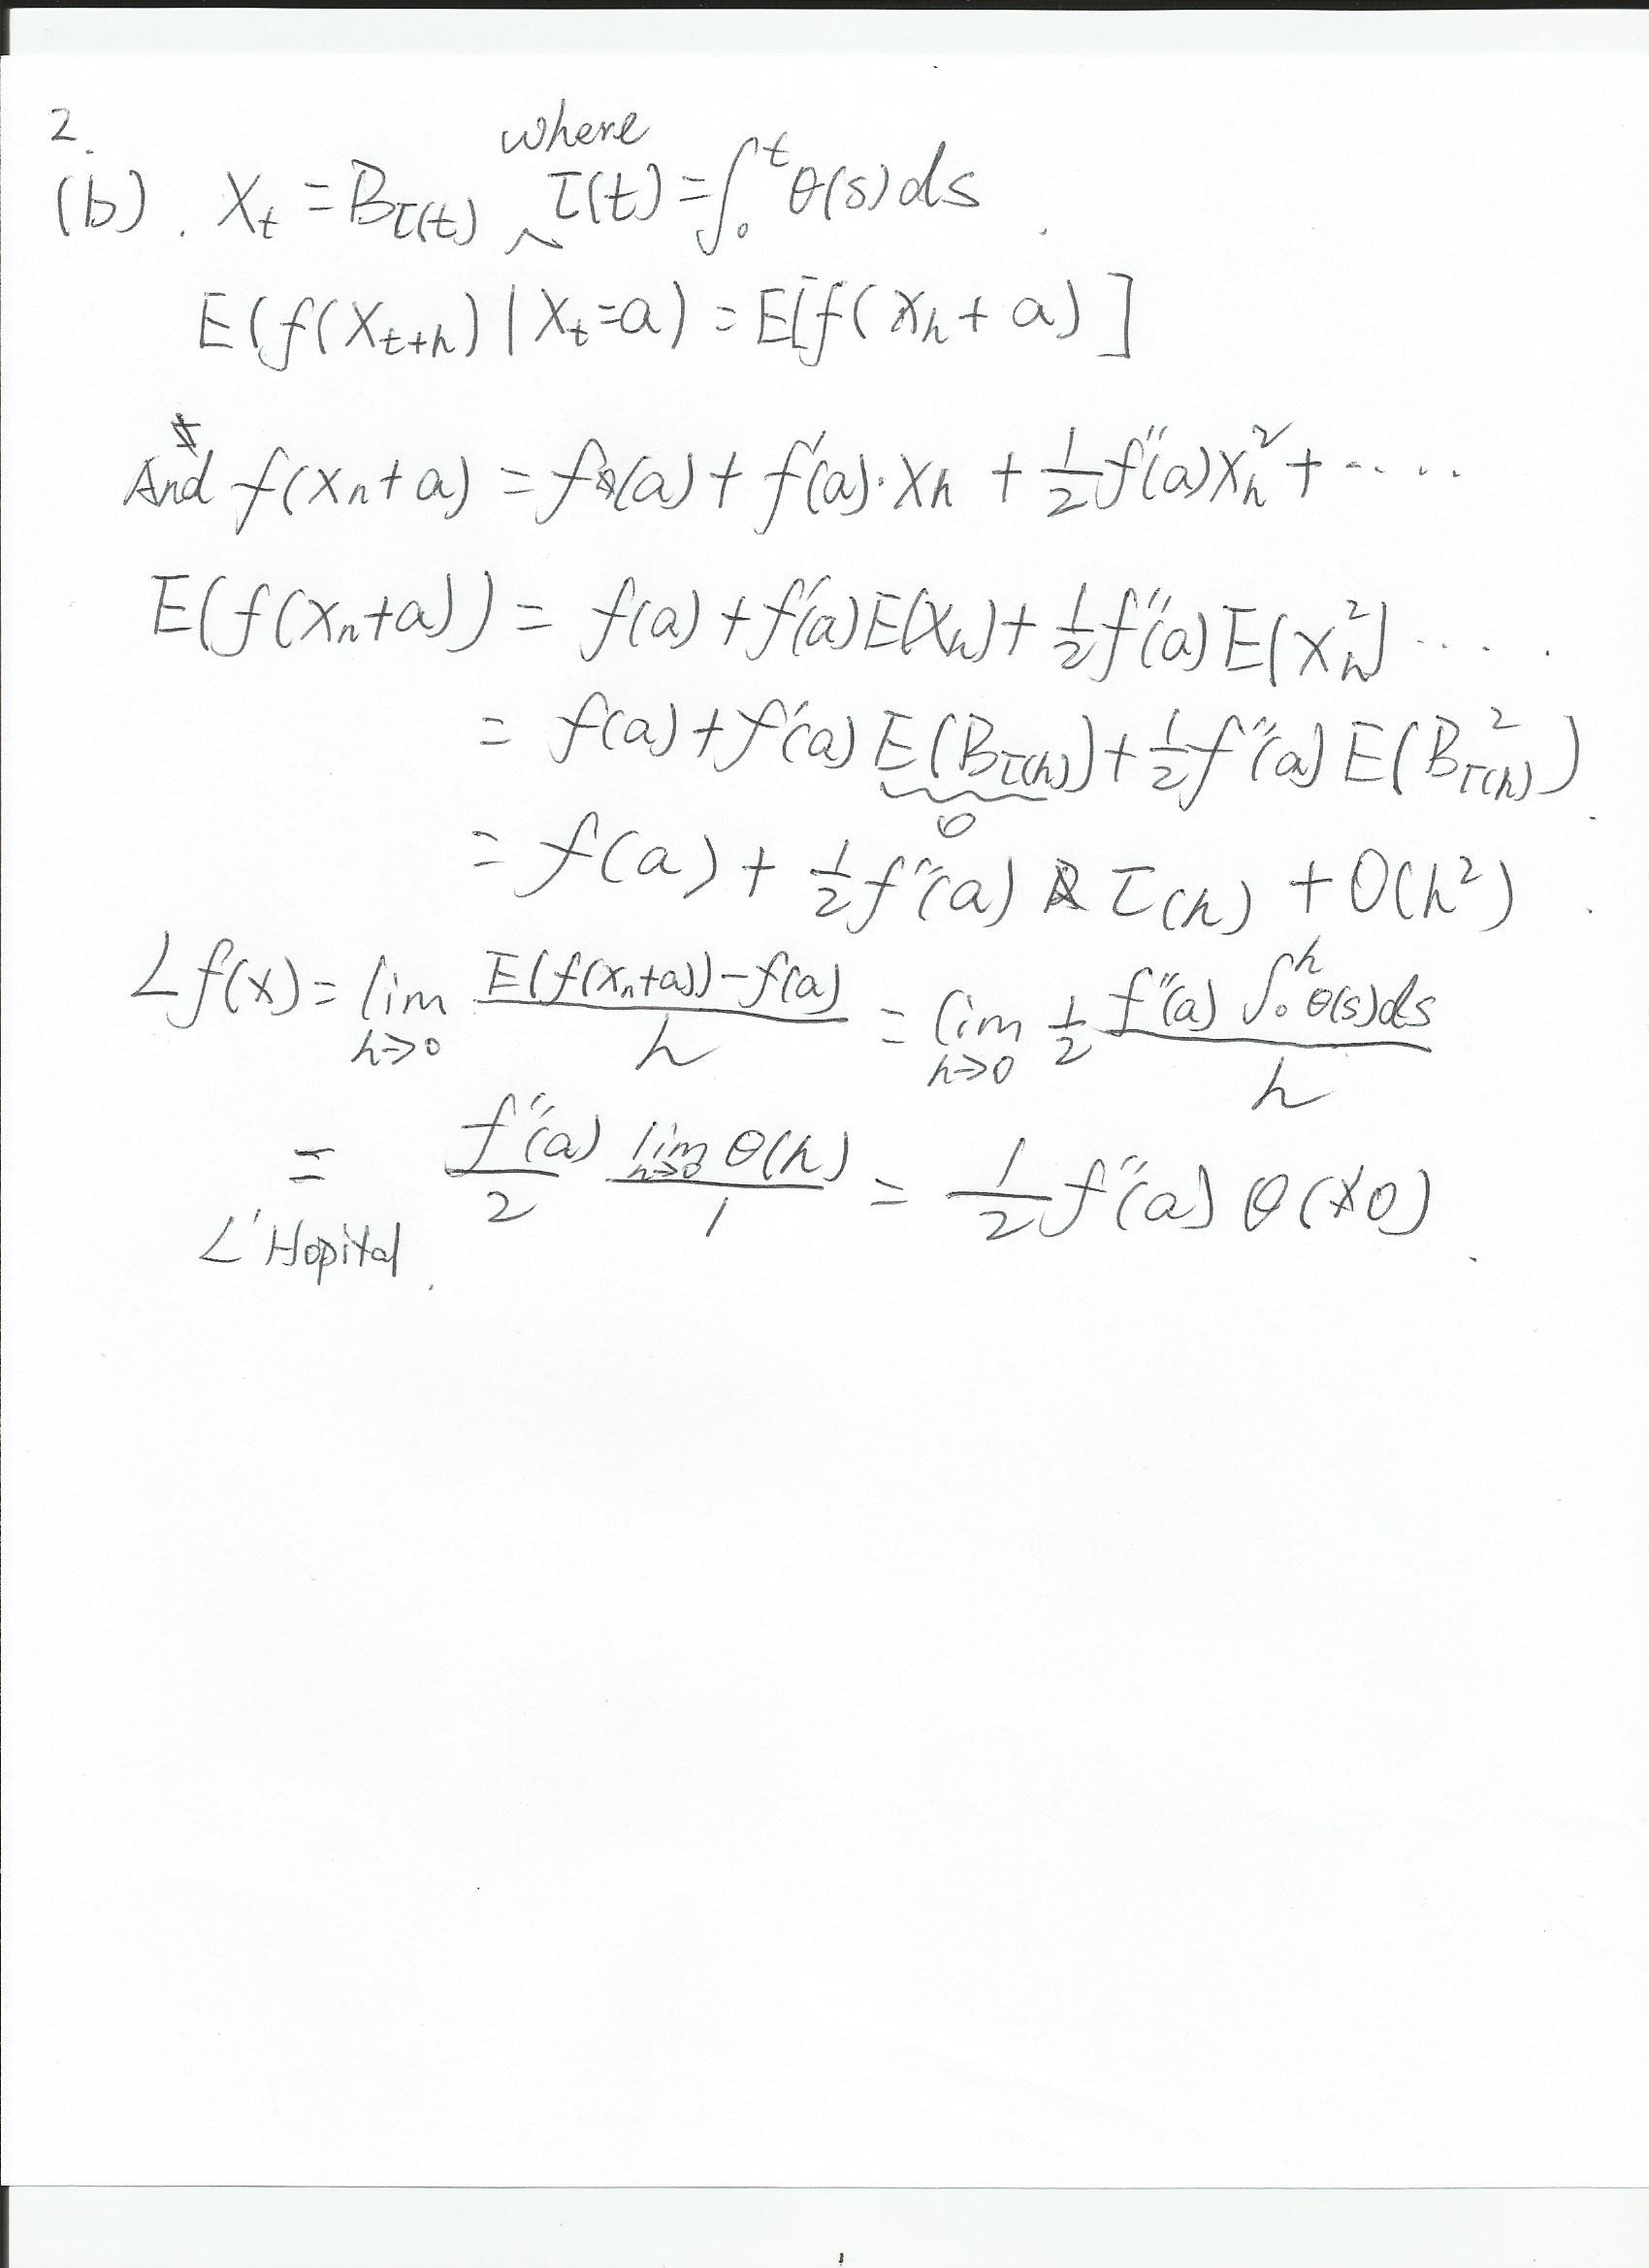 2.
(b). X_t = B_{τ(t)} where τ(t) = ∫_0^t θ(s)ds.
E(f(X_{t+h}) | X_t = a) = E[f(X_h + a)]
And f(X_h + a) = f(a) + f'(a)·X_h + 1/2 f''(a)X_h^2 + ·····
E(f(X_h+a)) = f(a) + f'(a)E(X_h) + 1/2 f''(a) E(X_h^2) ....
= f(a) + f'(a) E(B_{τ(h)}) + 1/2 f''(a) E(B_{τ(h)}^2).
0
= f(a) + 1/2 f''(a) τ(h) + O(h^2).
Lf(x) = lim_{h→0} (E(f(X_h+a)) - f(a))/h = lim_{h→0} 1/2 (f''(a) ∫_0^h θ(s)ds)/h
= f''(a)/2 (lim_{h→0} θ(h))/1 = 1/2 f''(a) θ(0).
L'Hopital.